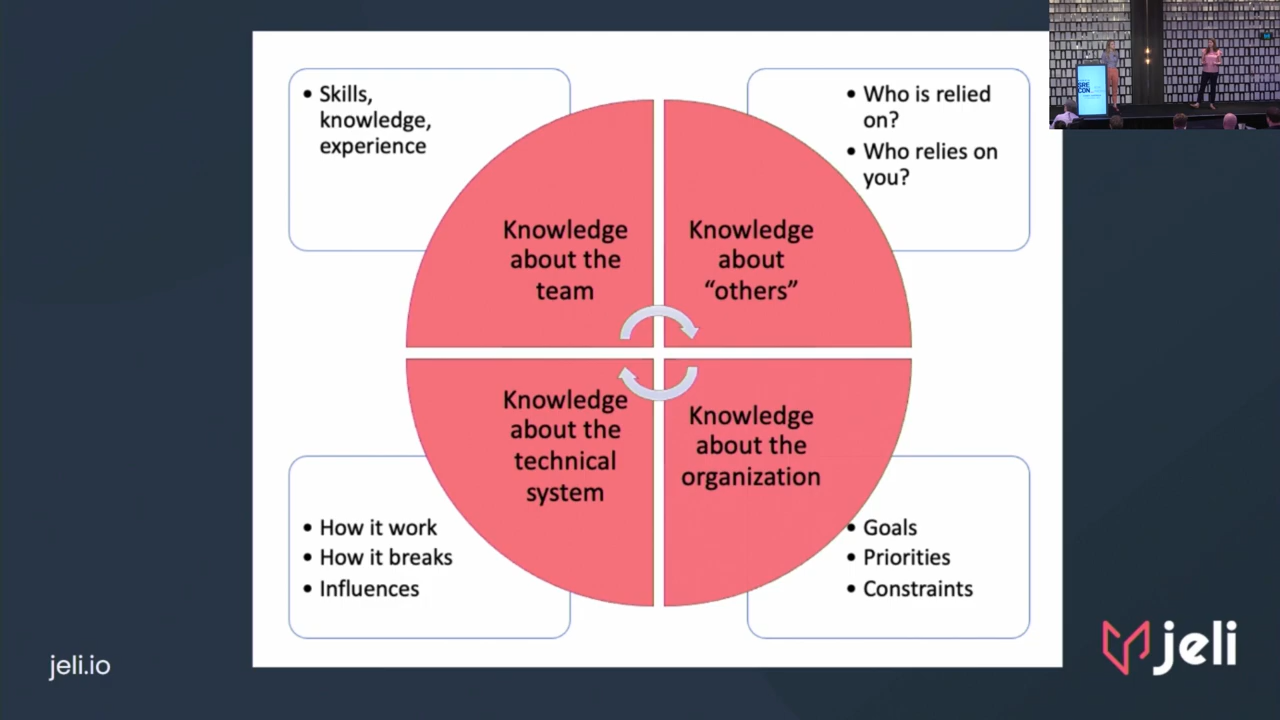 • Skills,
knowledge,
experience
• Who is relied
on?
• Who relies on
you?
Knowledge
about the
team
Knowledge
about
“others”
Knowledge
about the
technical
system
Knowledge
about the
organization
• How it work
• How it breaks
• Influences
• Goals
• Priorities
• Constraints
jeli.io
jeli
SRE
CON